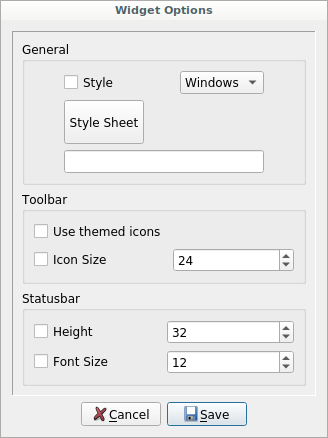 Widget Options
General
Style Windows
Style Sheet
Toolbar
Use themed icons
Icon Size 24
Statusbar
Height 32
Font Size 12
Cancel Save